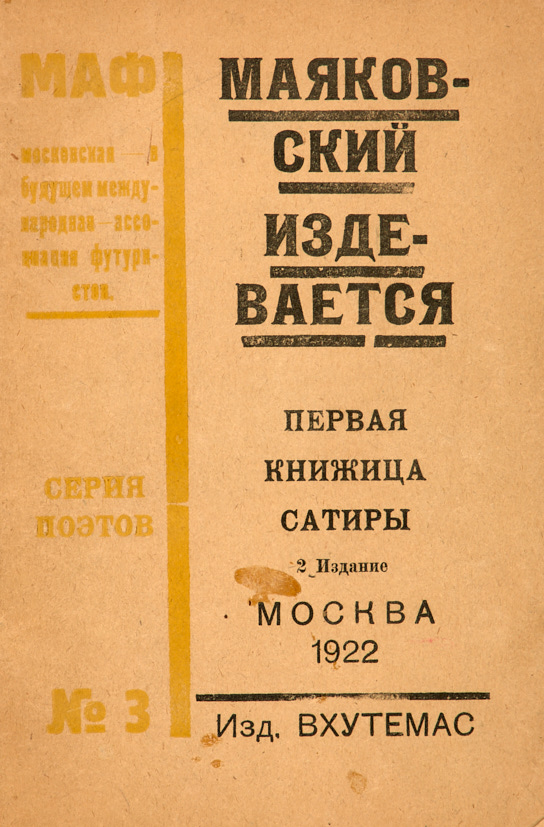 МАФ
московская — в
будущем между-
народная — ассо-
циация футури-
стов.
СЕРИЯ
ПОЭТОВ
№ 3
МАЯКОВ-
СКИЙ
ИЗДЕ-
ВАЕТСЯ
ПЕРВАЯ
КНИЖИЦА
САТИРЫ
2 Издание
МОСКВА
1922
Изд. ВХУТЕМАС